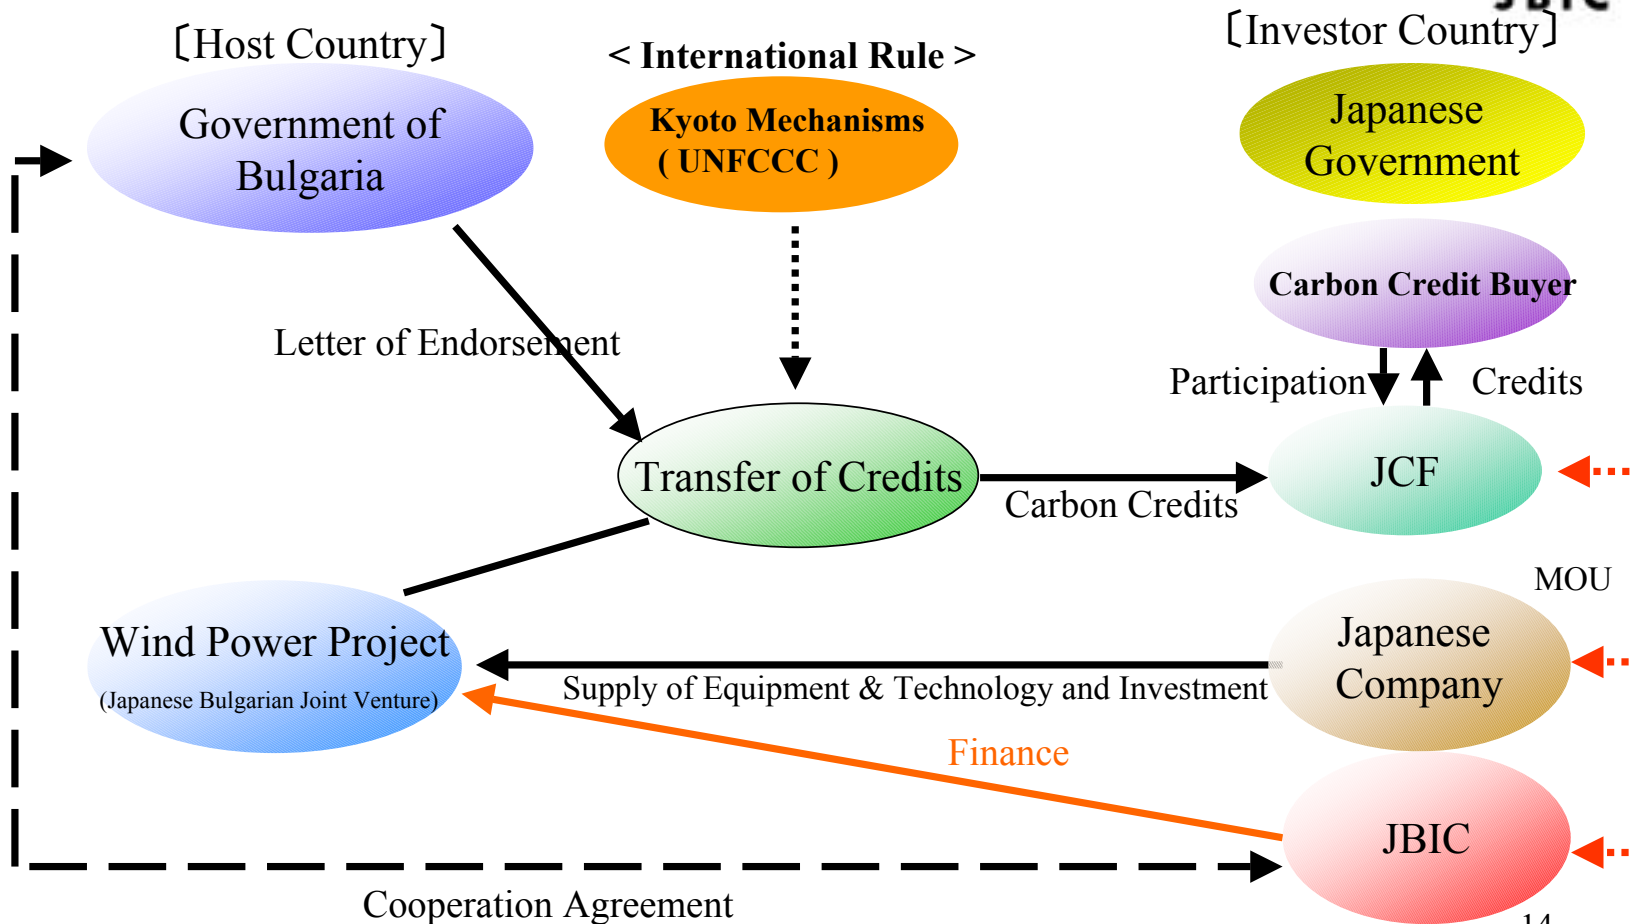 JBIC
〔Host Country〕
< International Rule >
〔Investor Country〕
Government of
Bulgaria
Kyoto Mechanisms
( UNFCCC )
Japanese
Government
Carbon Credit Buyer
Letter of Endorsement
Participation
Credits
Transfer of Credits
Carbon Credits
JCF
MOU
Wind Power Project
(Japanese Bulgarian Joint Venture)
Supply of Equipment & Technology and Investment
Japanese
Company
Finance
JBIC
Cooperation Agreement
14